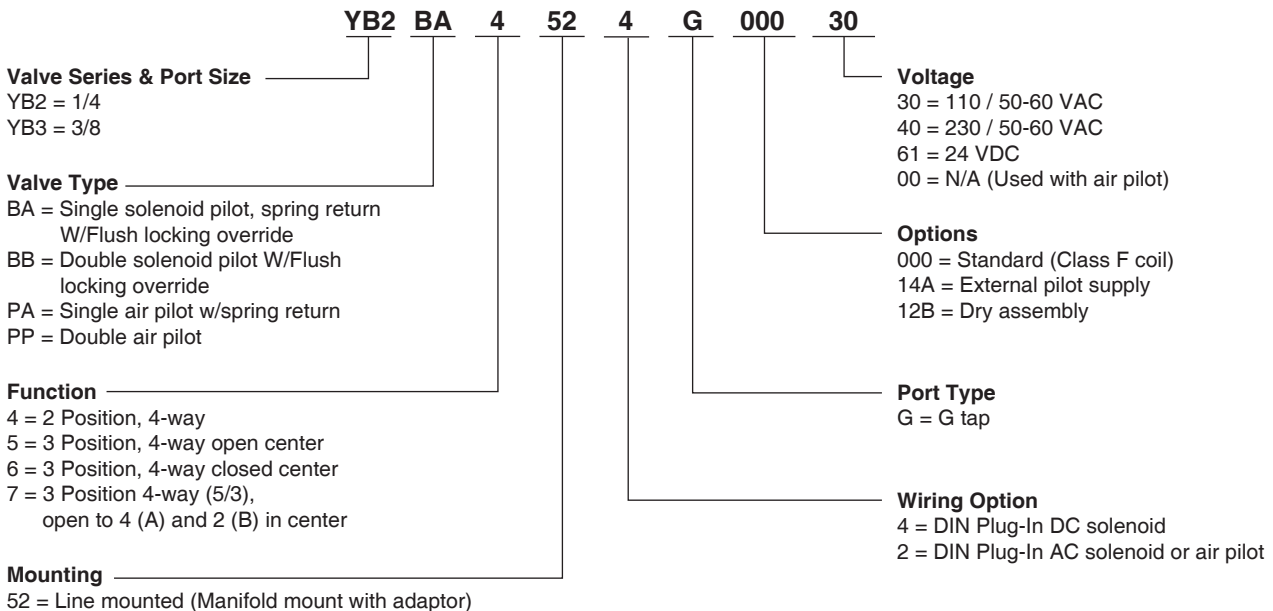 YB2 BA 4 52 4 G 000 30
Valve Series & Port Size
YB2 = 1/4
YB3 = 3/8
Valve Type
BA = Single solenoid pilot, spring return
W/Flush locking override
BB = Double solenoid pilot W/Flush
locking override
PA = Single air pilot w/spring return
PP = Double air pilot
Function
4 = 2 Position, 4-way
5 = 3 Position, 4-way open center
6 = 3 Position, 4-way closed center
7 = 3 Position 4-way (5/3),
open to 4 (A) and 2 (B) in center
Mounting
52 = Line mounted (Manifold mount with adaptor)
Voltage
30 = 110 / 50-60 VAC
40 = 230 / 50-60 VAC
61 = 24 VDC
00 = N/A (Used with air pilot)
Options
000 = Standard (Class F coil)
14A = External pilot supply
12B = Dry assembly
Port Type
G = G tap
Wiring Option
4 = DIN Plug-In DC solenoid
2 = DIN Plug-In AC solenoid or air pilot